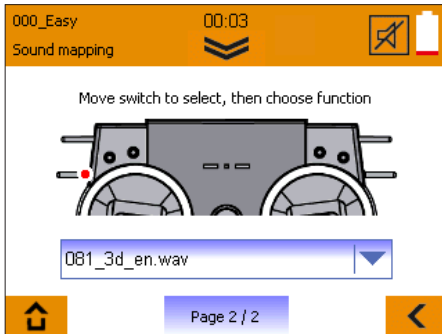 000_Easy
00:03
Sound mapping
Move switch to select, then choose function
081_3d_en.wav
Page 2 / 2